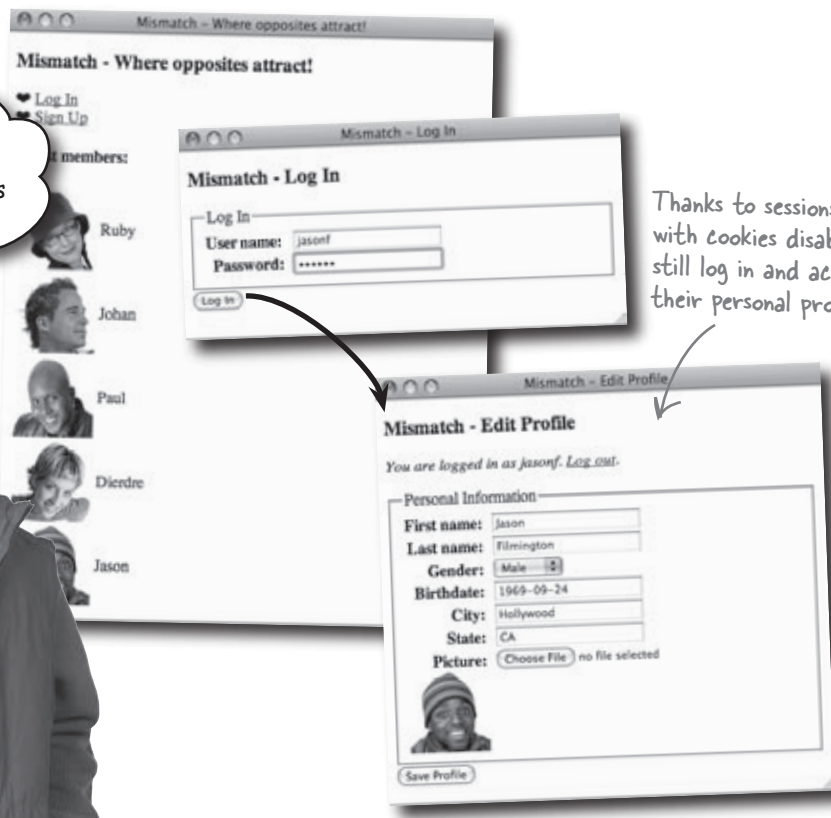 Mismatch - Where opposites attract!
Mismatch - Where opposites attract!
Log In
Sign Up
members:
Ruby
Johan
Paul
Dierdre
Jason
s
Mismatch - Log In
Mismatch - Log In
Log In
User name: jasonf
Password: ••••••
Log In
Thanks to sessions
with cookies disab
still log in and ac
their personal pro
Mismatch - Edit Profile
Mismatch - Edit Profile
You are logged in as jasonf. Log out.
Personal Information
First name: Jason
Last name: Filmington
Gender: Male
Birthdate: 1969-09-24
City: Hollywood
State: CA
Picture: Choose File no file selected
Save Profile